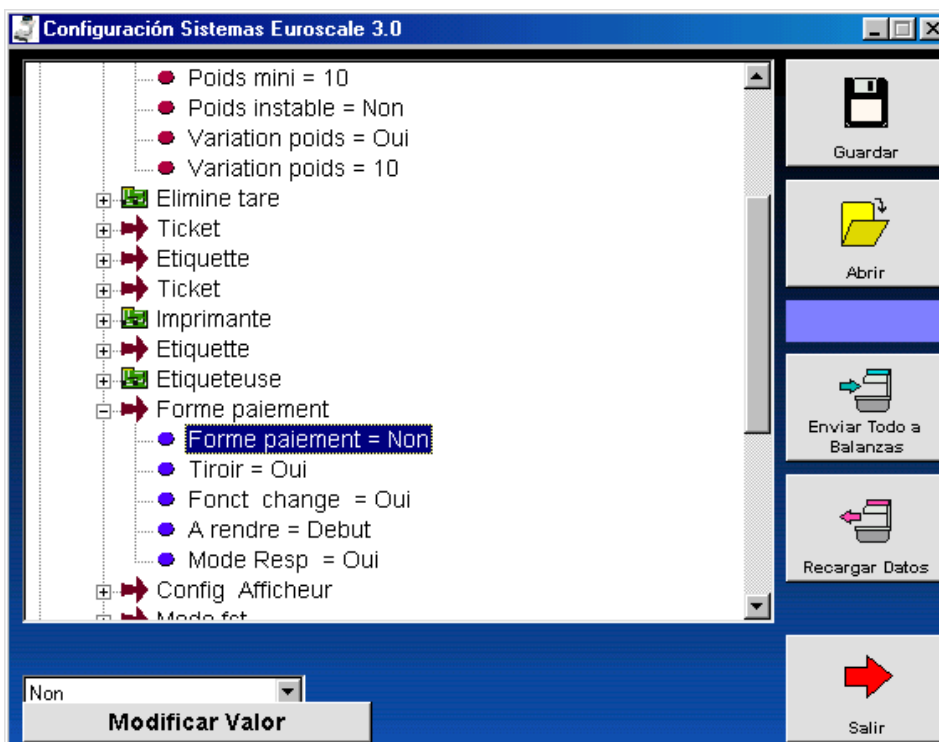 Configuración Sistemas Euroscale 3.0
Poids mini = 10
Poids instable = Non
Variation poids = Oui
Variation poids = 10
Elimine tare
Ticket
Etiquette
Ticket
Imprimante
Etiquette
Etiqueteuse
Forme paiement
Forme paiement = Non
Tiroir = Oui
Fonct change = Oui
A rendre = Debut
Mode Resp = Oui
Config Afficheur
Mode fct
Non
Modificar Valor
Guardar
Abrir
Enviar Todo a
Balanzas
Recargar Datos
Salir